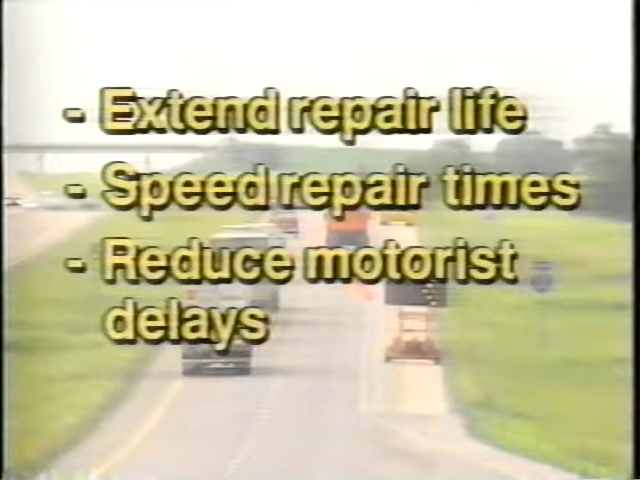 - Extend repair life
- Speed repair times
- Reduce motorist
delays